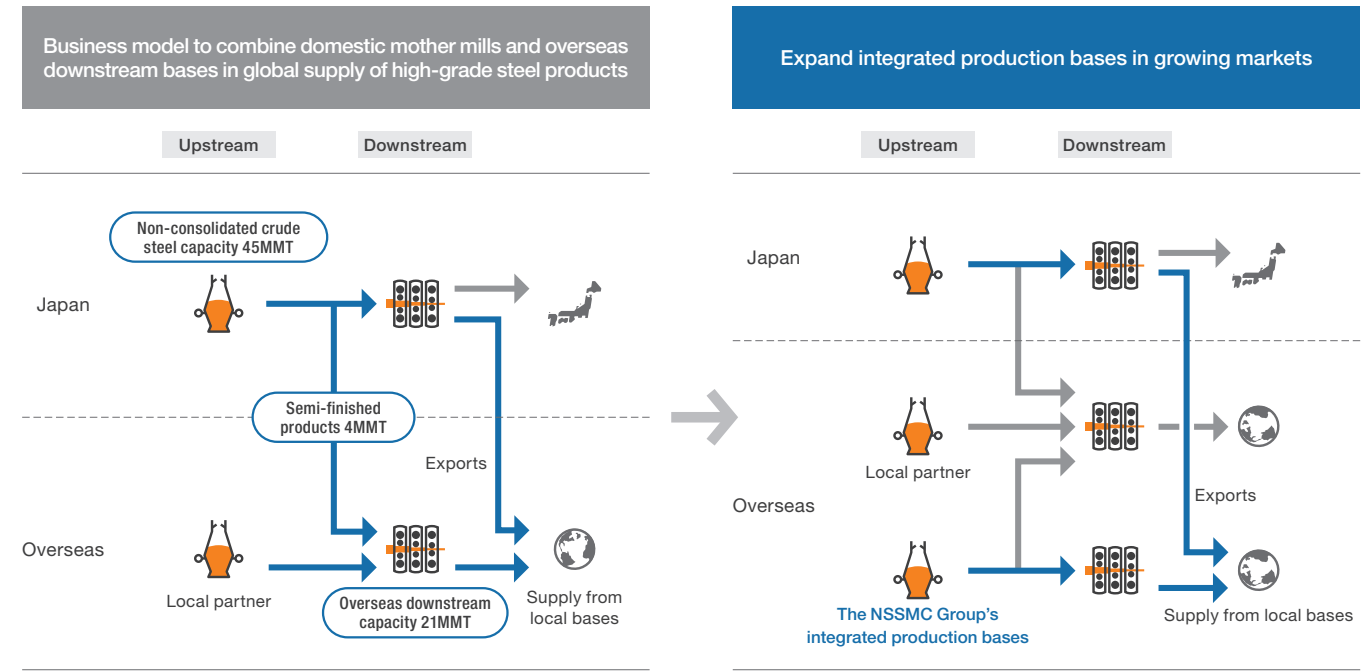 Business model to combine domestic mother mills and overseas
downstream bases in global supply of high-grade steel products
Upstream
Downstream
Non-consolidated crude
steel capacity 45MMT
Japan
Semi-finished
products 4MMT
Exports
Overseas
Local partner
Overseas downstream
capacity 21MMT
Supply from
local bases
Expand integrated production bases in growing markets
Upstream
Downstream
Japan
Local partner
Overseas
Exports
The NSSMC Group's
integrated production bases
Supply from local bases